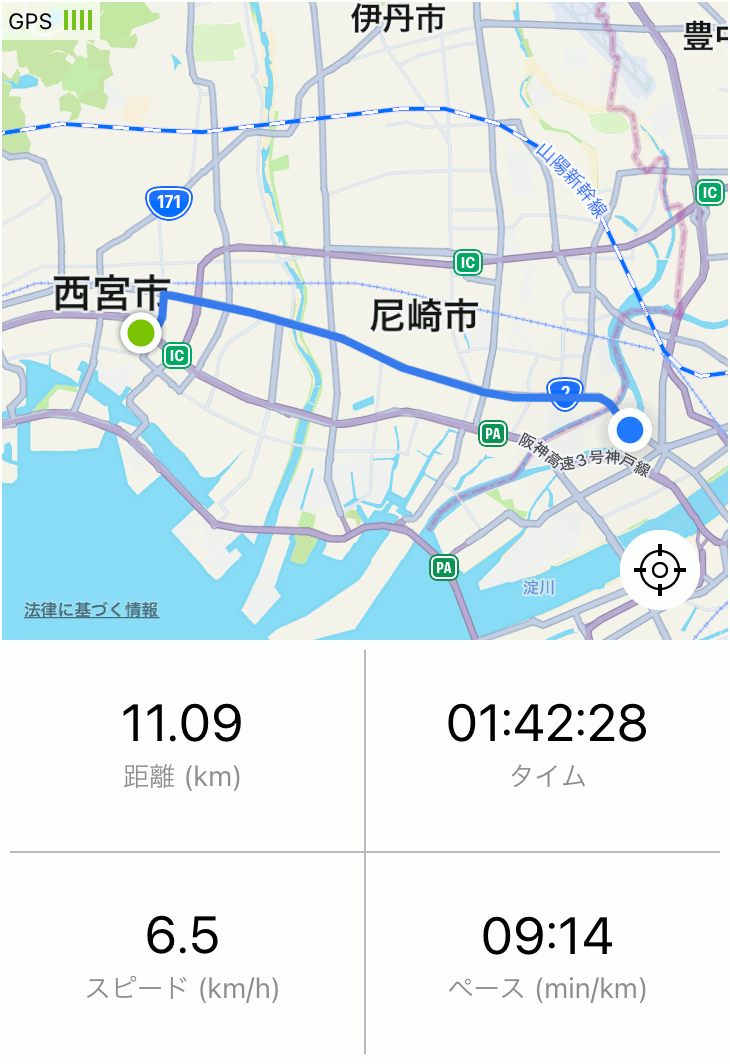 GPS
伊丹市
豊中
山陽新幹線
171
IC
IC
西宮市
尼崎市
IC
2
PA
阪神高速3号神戸線
PA
淀川
法律に基づく情報
11.09
距離 (km)
01:42:28
タイム
6.5
スピード (km/h)
09:14
ペース (min/km)